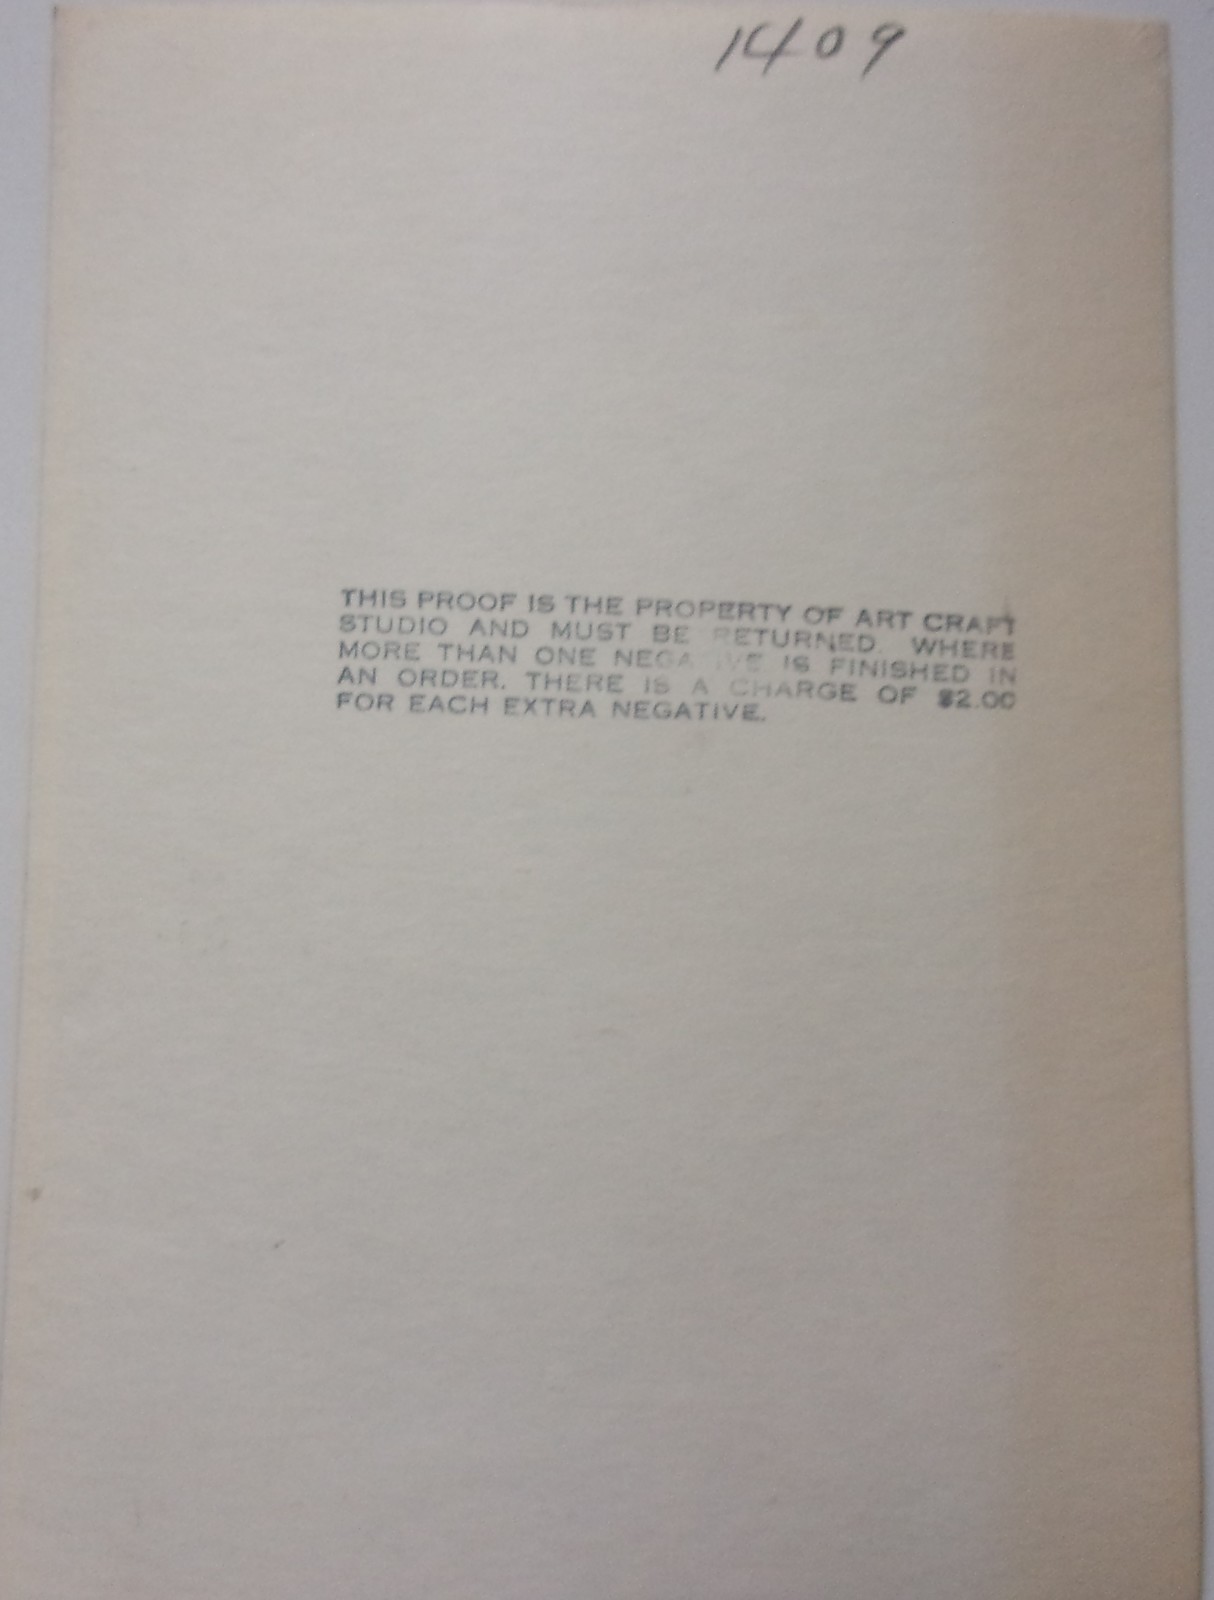 1409
THIS PROOF IS THE PROPERTY OF ART CRAFT
STUDIO AND MUST BE RETURNED. WHERE
MORE THAN ONE NEGATIVE IS FINISHED IN
AN ORDER. THERE IS A CHARGE OF $2.00
FOR EACH EXTRA NEGATIVE.